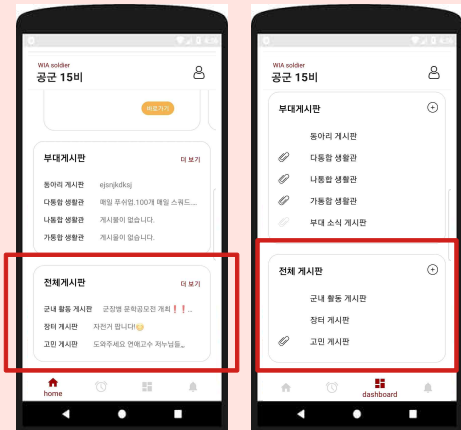 WIA soldier
공군 15비
바로가기
부대게시판
더 보기
동아리 게시판 ejsnjkdksj
다통합 생활관 매일 푸쉬업,100개 매일 스쿼드...
나통합 생활관 게시물이 없습니다.
가통합 생활관 게시물이 없습니다.
전체게시판
더 보기
군내 활동 게시판 군장병 문학공모전 개최❗❗...
장터 게시판 자전거 팝니다!
고민 게시판 도와주세요 연애고수 저누님들,,,
home
WIA soldier
공군 15비
부대게시판
동아리 게시판
다통합 생활관
나통합 생활관
가통합 생활관
부대 소식 게시판
전체 게시판
군내 활동 게시판
장터 게시판
고민 게시판
dashboard